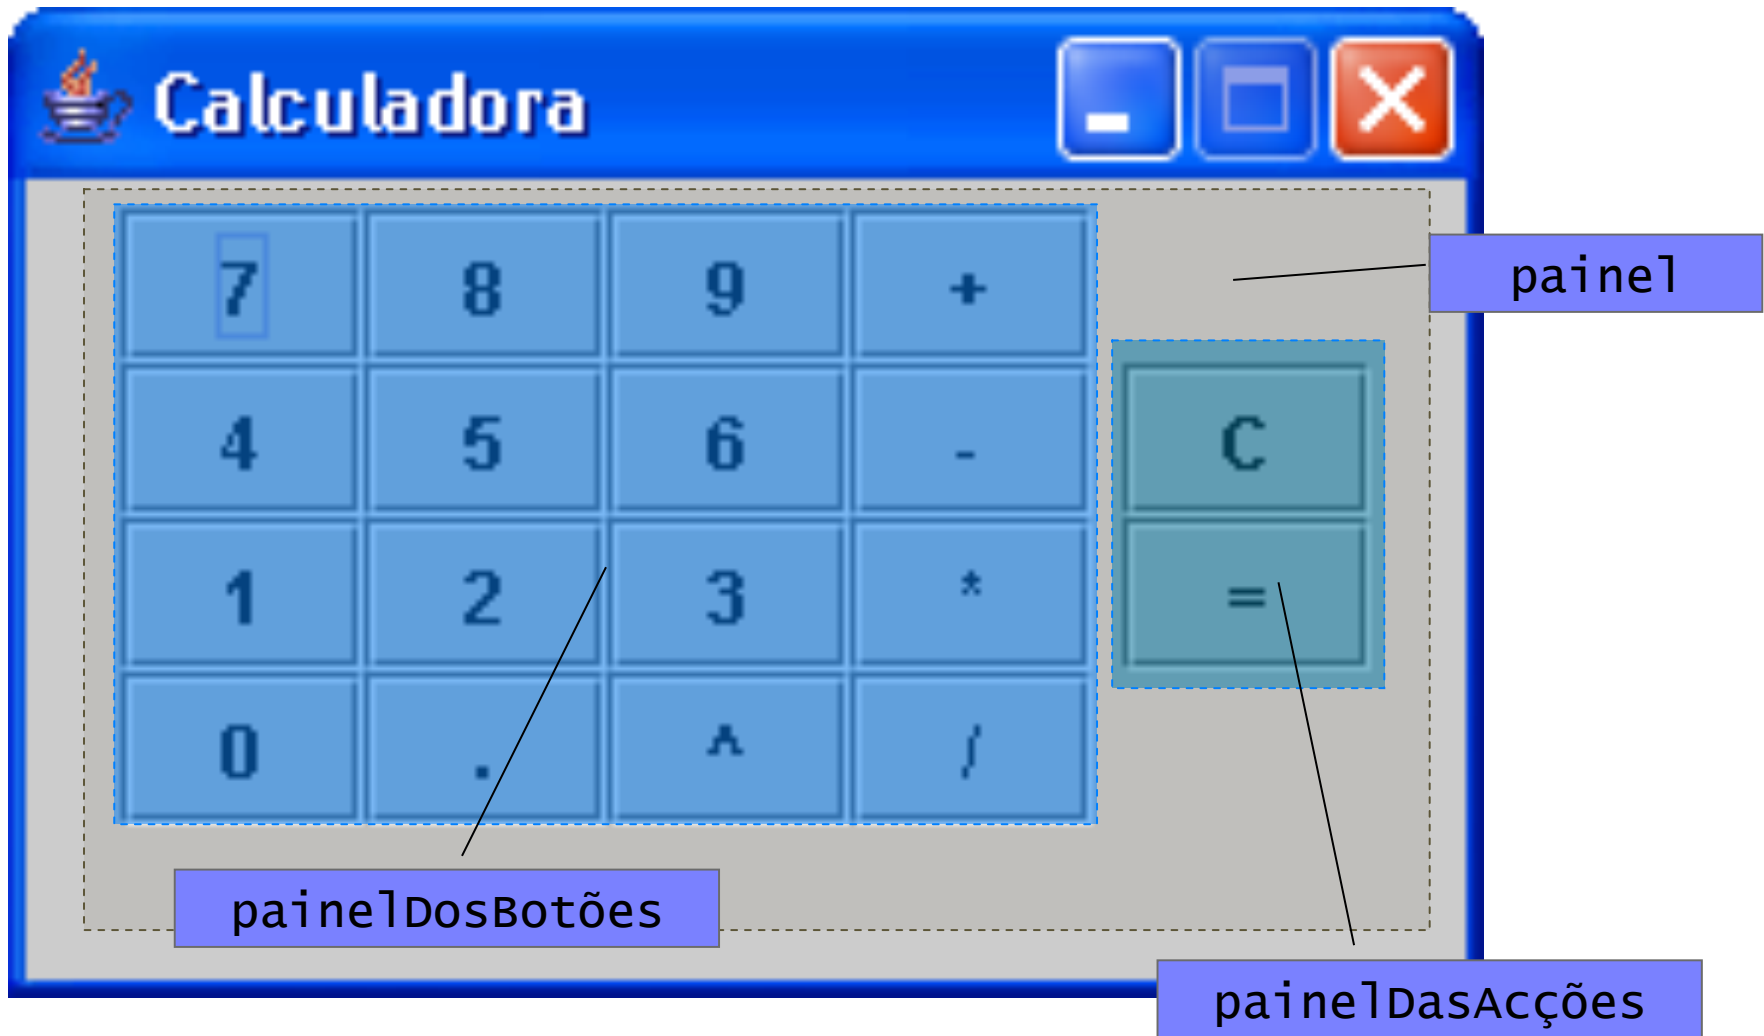 Calculadora
7 8 9 +
painel
4 5 6 - C
1 2 3 * =
0 . ^ /
painelDosBotões
painelDasAcções